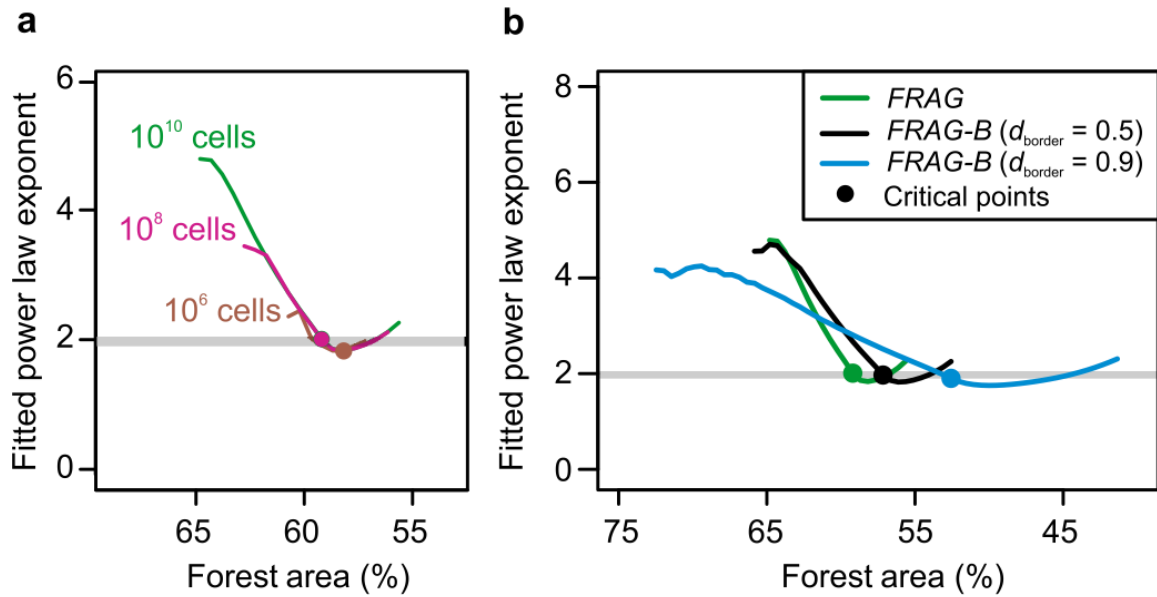 a
6
4
2
0
Fitted power law exponent
10¹⁰ cells
10⁸ cells
10⁶ cells
65 60 55
Forest area (%)
b
8
6
4
2
0
Fitted power law exponent
FRAG
FRAG-B (d_border = 0.5)
FRAG-B (d_border = 0.9)
Critical points
75 65 55 45
Forest area (%)